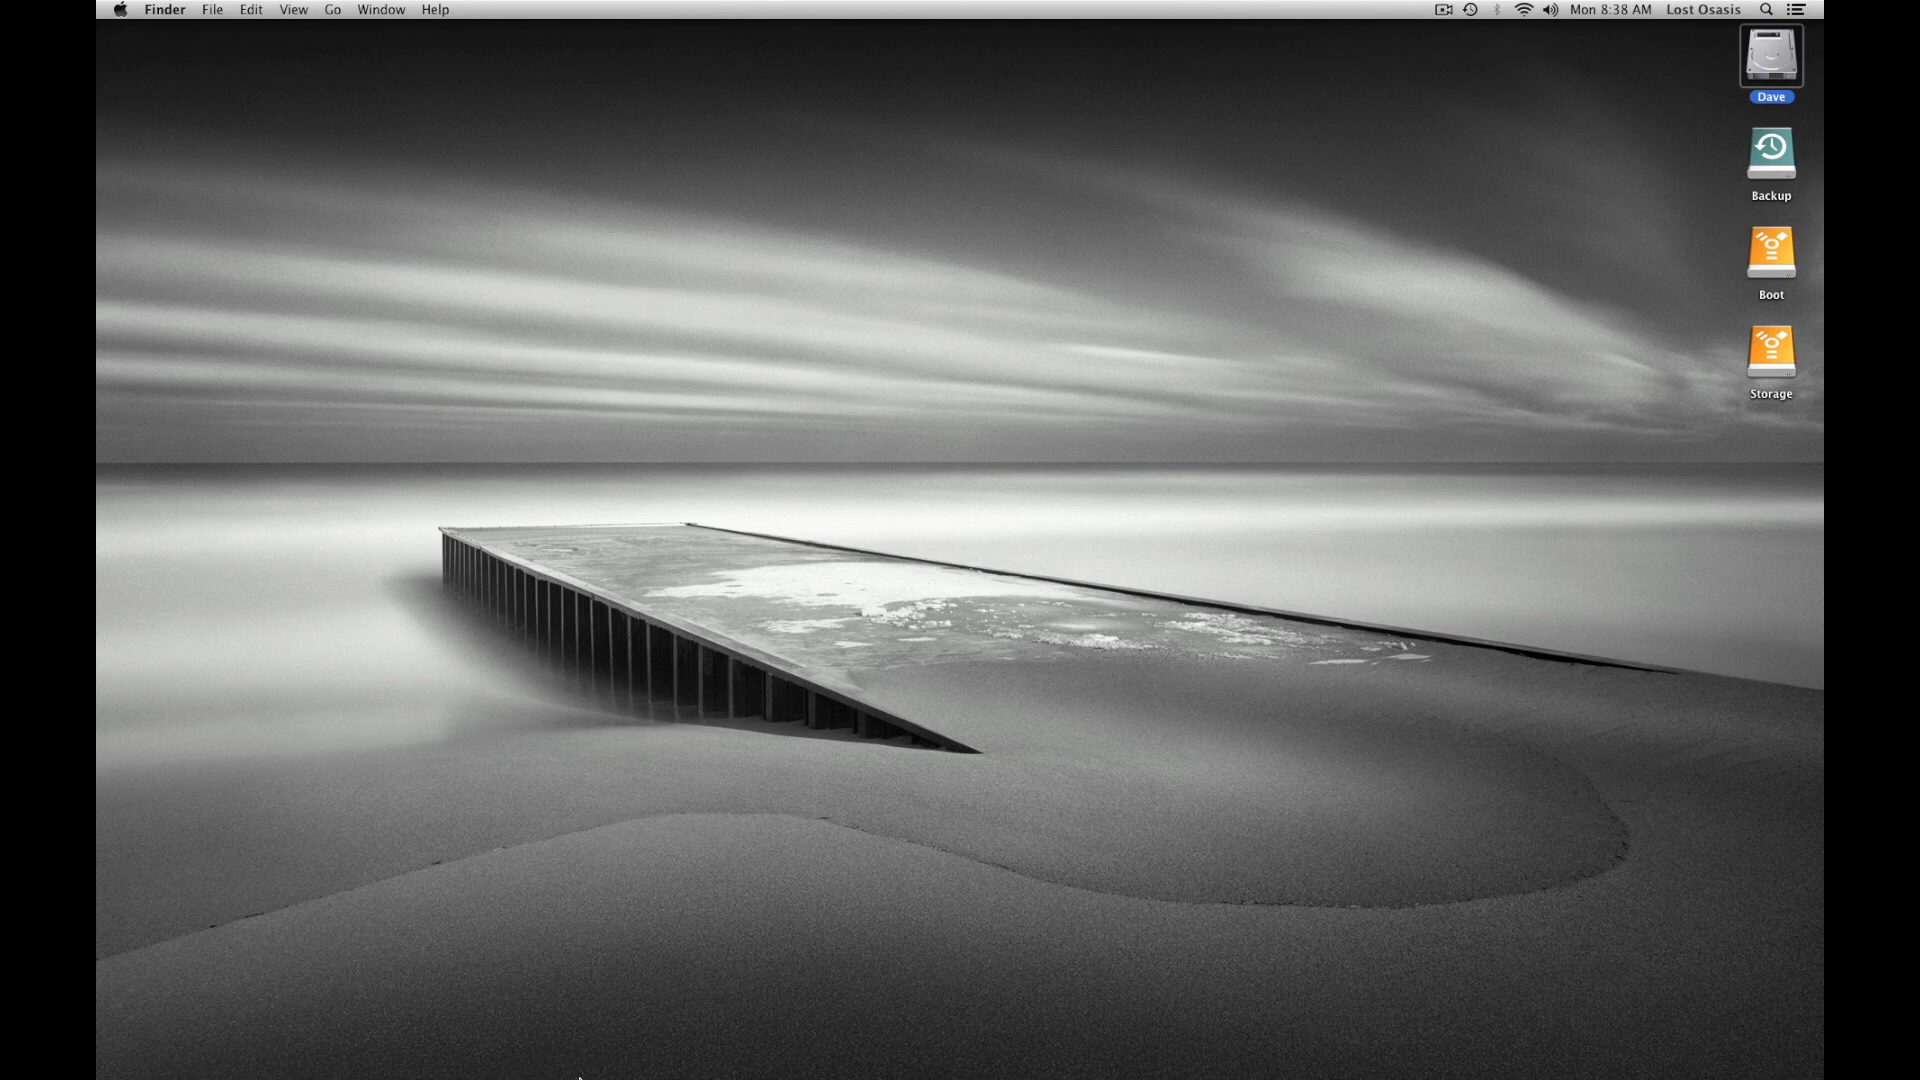 Finder File Edit View Go Window Help Mon 8:38 AM Lost Osasis
Dave
Backup
Boot
Storage